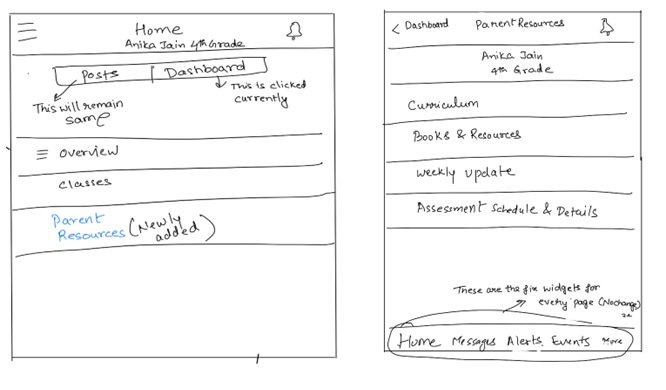 Home
Anika Jain 4th Grade
Posts
Dashboard
This will remain
same
This is clicked
currently
Overview
Classes
Parent
Resources
(Newly
added)
< Dashboard
Parent Resources
Anika Jain
4th Grade
Curriculum
Books & Resources
Weekly update
Assessment Schedule & Details
These are the fix widgets for
every page (No change)
Home Messages Alerts Events More